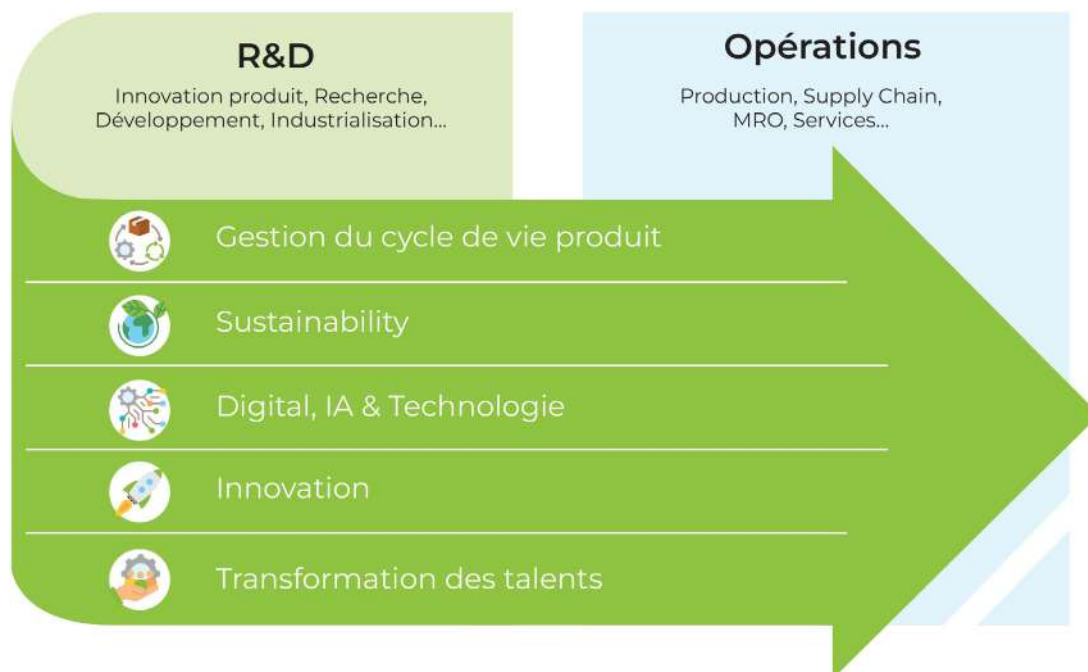 R&D
Innovation produit, Recherche,
Développement, Industrialisation...
Opérations
Production, Supply Chain,
MRO, Services...
Gestion du cycle de vie produit
Sustainability
Digital, IA & Technologie
Innovation
Transformation des talents